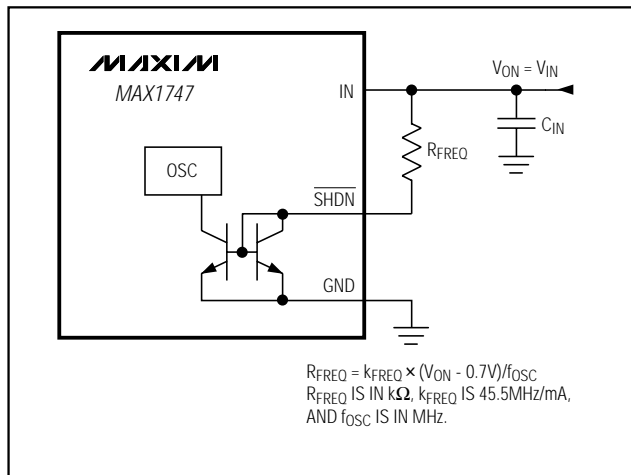 MAXIM
MAX1747
IN
V_ON = V_IN
C_IN
R_FREQ
OSC
SHDN
GND
R_FREQ = k_FREQ × (V_ON - 0.7V)/f_OSC
R_FREQ IS IN kΩ, k_FREQ IS 45.5MHz/mA,
AND f_OSC IS IN MHz.